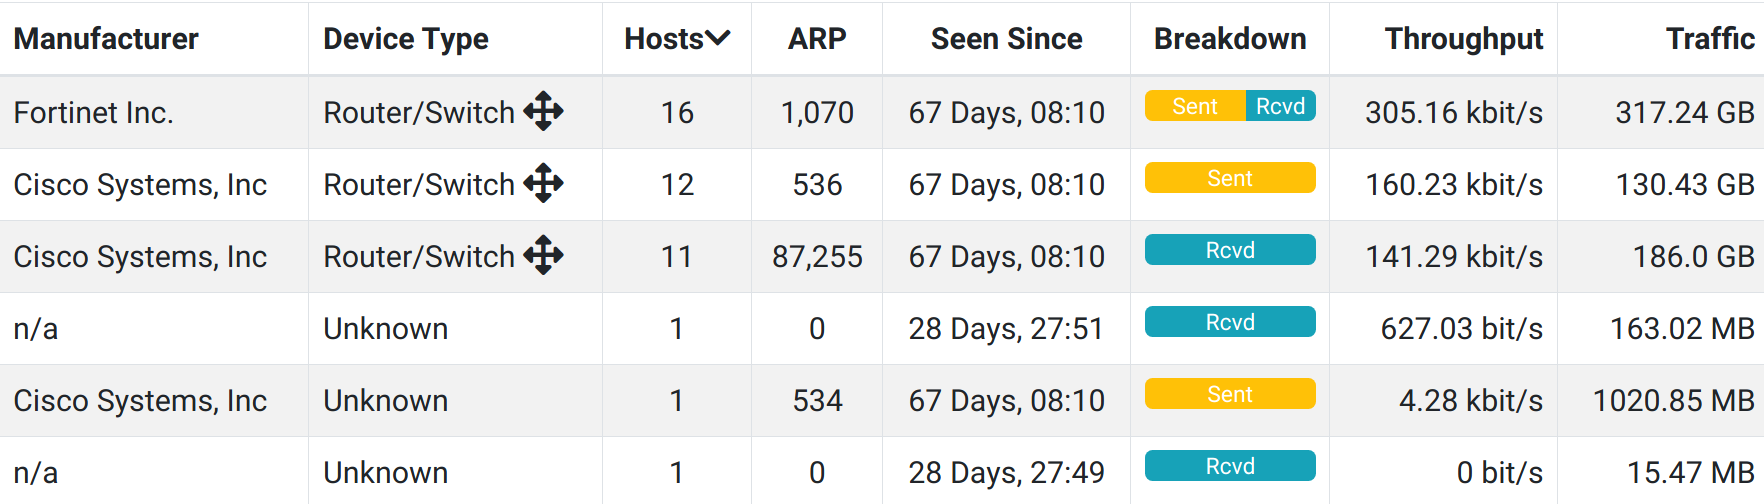 Manufacturer Device Type Hosts ARP Seen Since Breakdown Throughput Traffic
Fortinet Inc. Router/Switch 16 1,070 67 Days, 08:10 Sent Rcvd 305.16 kbit/s 317.24 GB
Cisco Systems, Inc Router/Switch 12 536 67 Days, 08:10 Sent 160.23 kbit/s 130.43 GB
Cisco Systems, Inc Router/Switch 11 87,255 67 Days, 08:10 Rcvd 141.29 kbit/s 186.0 GB
n/a Unknown 1 0 28 Days, 27:51 Rcvd 627.03 bit/s 163.02 MB
Cisco Systems, Inc Unknown 1 534 67 Days, 08:10 Sent 4.28 kbit/s 1020.85 MB
n/a Unknown 1 0 28 Days, 27:49 Rcvd 0 bit/s 15.47 MB